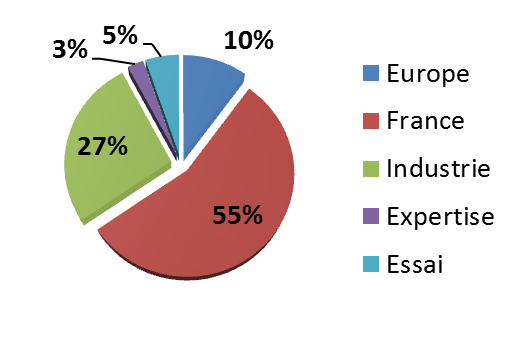 5%
10%
3%
27%
55%
Europe
France
Industrie
Expertise
Essai